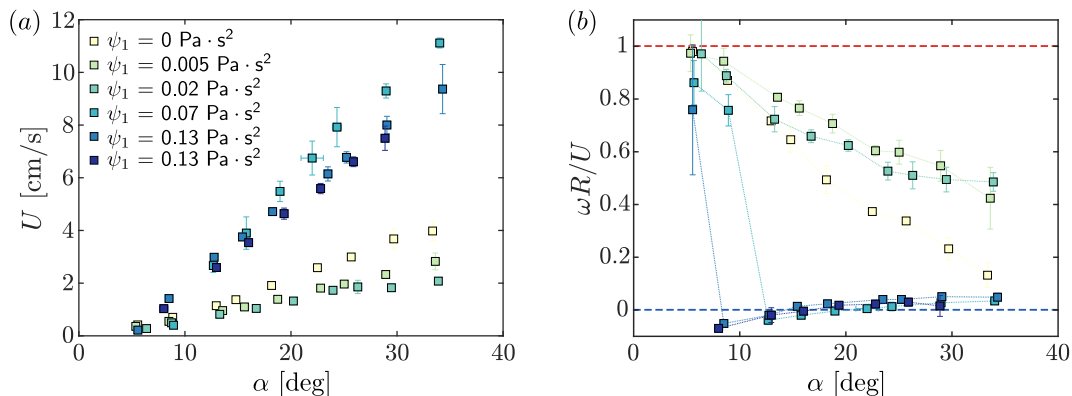 (a)
12
10
8
6
4
2
0
U [cm/s]
ψ₁ = 0 Pa · s²
ψ₁ = 0.005 Pa · s²
ψ₁ = 0.02 Pa · s²
ψ₁ = 0.07 Pa · s²
ψ₁ = 0.13 Pa · s²
ψ₁ = 0.13 Pa · s²
0 10 20 30 40
α [deg]
(b)
1
0.8
0.6
0.4
0.2
0
ωR/U
0 10 20 30 40
α [deg]